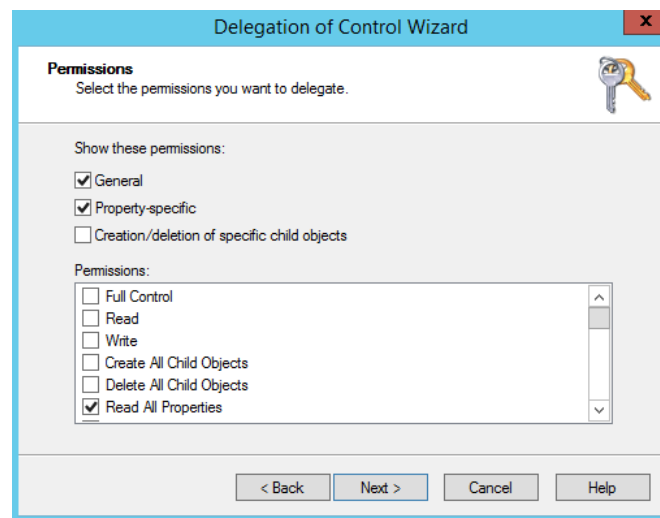 Delegation of Control Wizard
x
Permissions
Select the permissions you want to delegate.
Show these permissions:
General
Property-specific
Creation/deletion of specific child objects
Permissions:
Full Control
Read
Write
Create All Child Objects
Delete All Child Objects
Read All Properties
< Back Next > Cancel Help